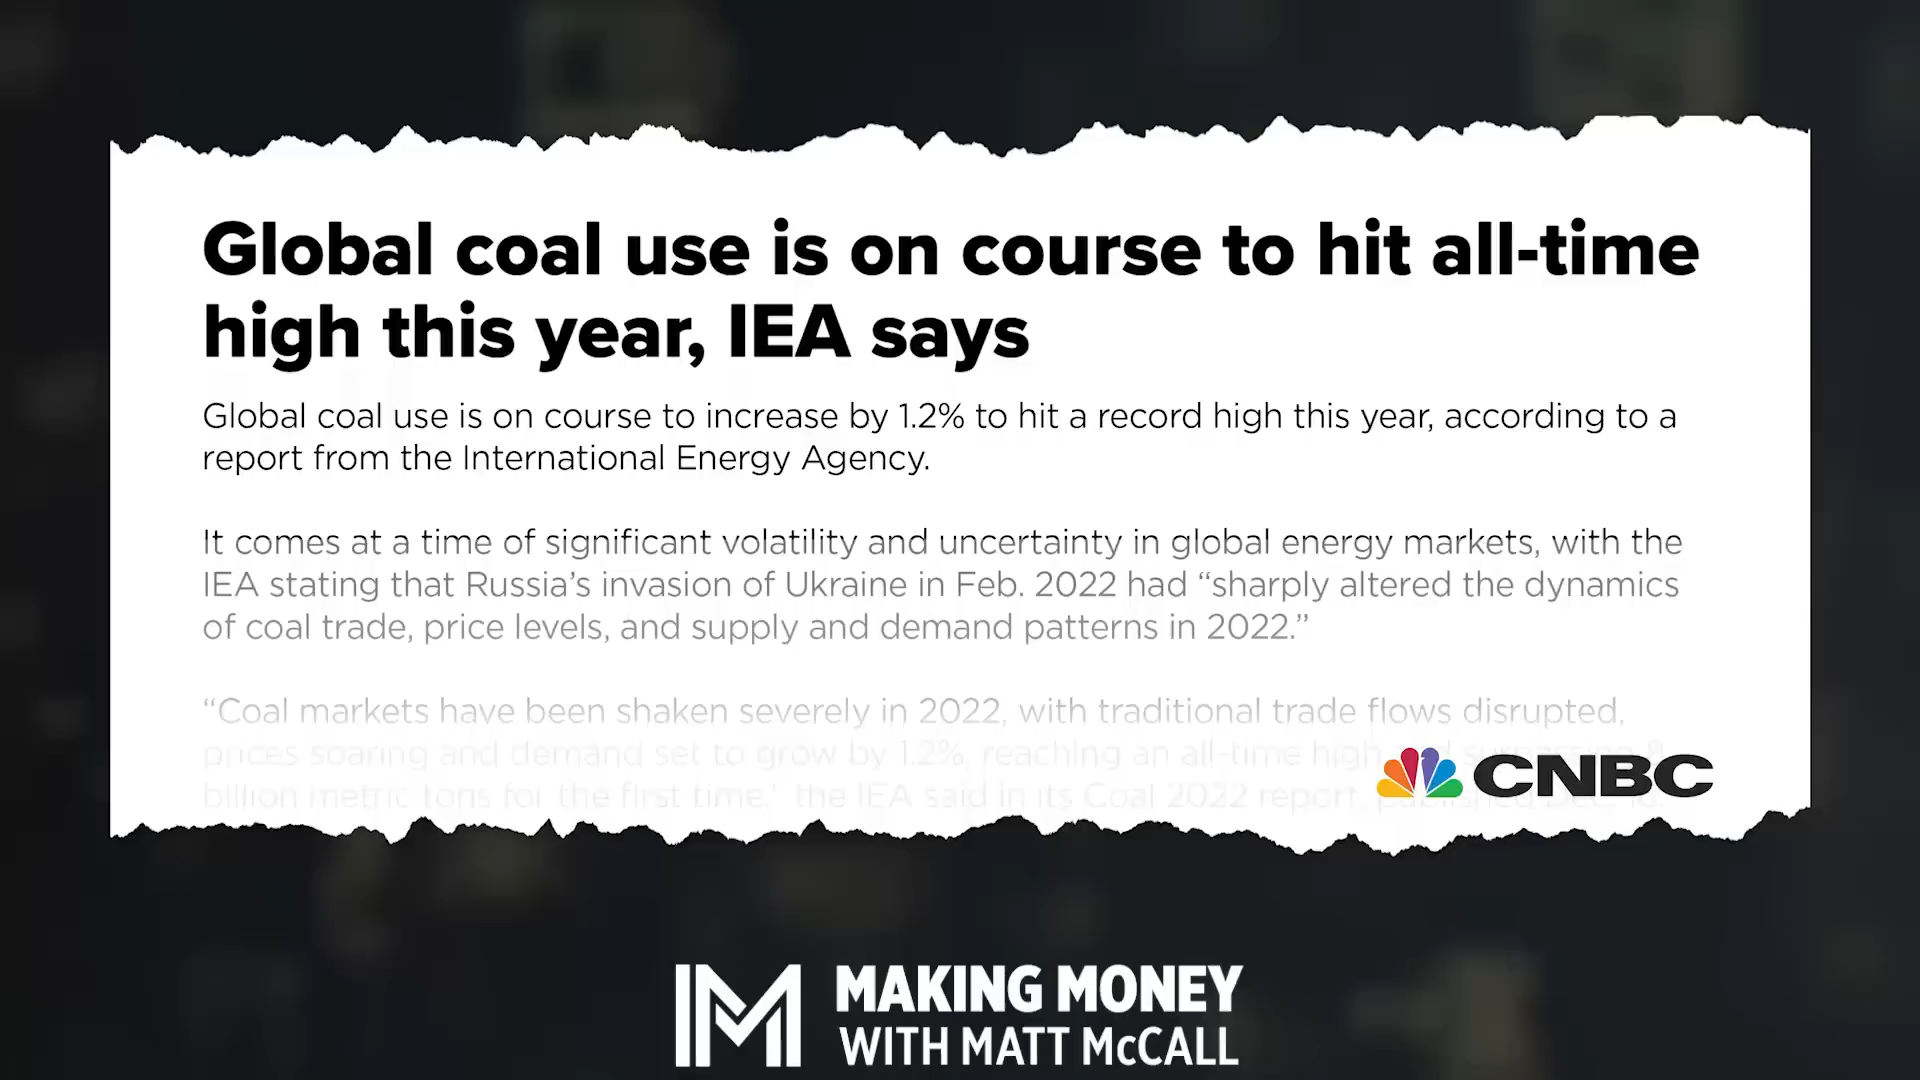 Global coal use is on course to hit all-time
high this year, IEA says
Global coal use is on course to increase by 1.2% to hit a record high this year, according to a
report from the International Energy Agency.
It comes at a time of significant volatility and uncertainty in global energy markets, with the
IEA stating that Russia’s invasion of Ukraine in Feb. 2022 had “sharply altered the dynamics
of coal trade, price levels, and supply and demand patterns in 2022.”
“Coal markets have been shaken severely in 2022, with traditional trade flows disrupted,
prices soaring and demand set to grow by 1.2%, reaching an all-time high
billion metric tons for the first time,” the IEA said in its Coal 2022 report,
CNBC
MAKING MONEY
WITH MATT McCALL